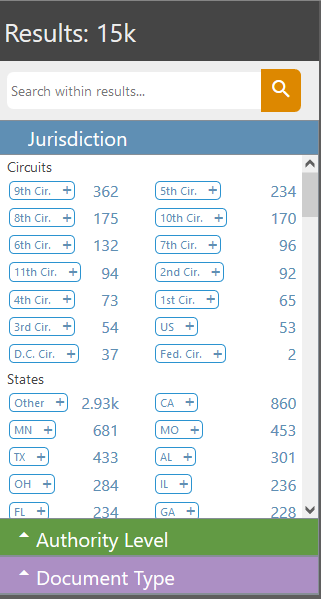 Results: 15k
Search within results...
Jurisdiction
Circuits
9th Cir. + 362 5th Cir. + 234
8th Cir. + 175 10th Cir. + 170
6th Cir. + 132 7th Cir. + 96
11th Cir. + 94 2nd Cir. + 92
4th Cir. + 73 1st Cir. + 65
3rd Cir. + 54 US + 53
D.C. Cir. + 37 Fed. Cir. + 2
States
Other + 2.93k CA + 860
MN + 681 MO + 453
TX + 433 AL + 301
OH + 284 IL + 236
FL + 234 GA + 228
Authority Level
Document Type